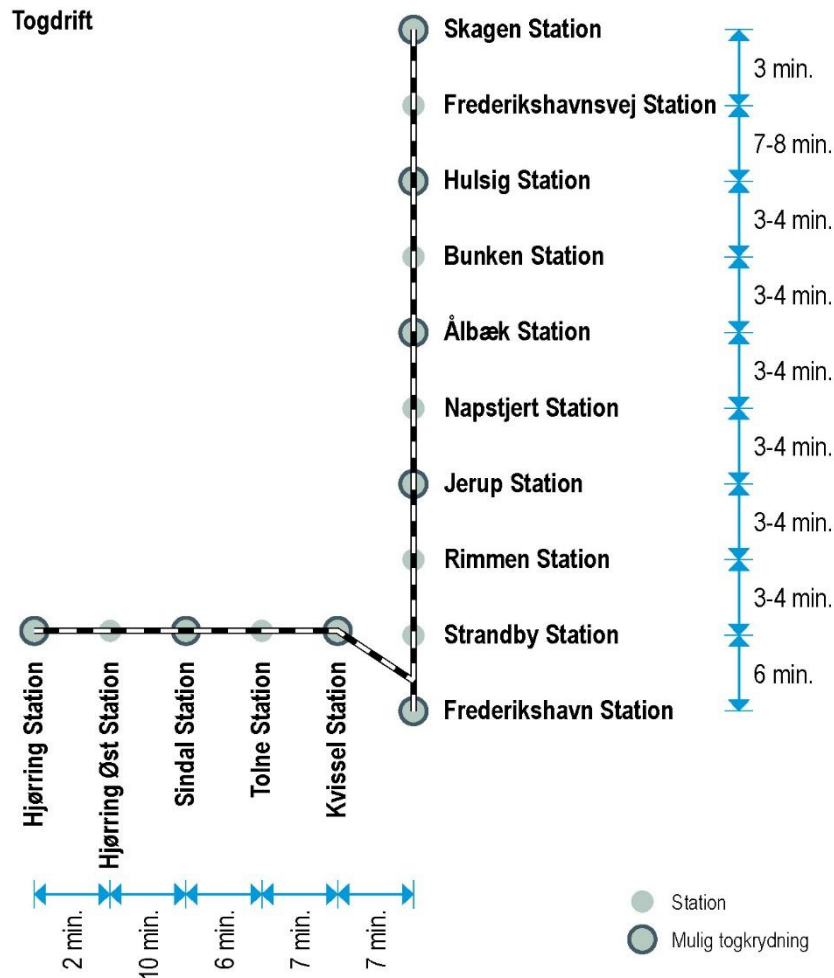 Togdrift
Skagen Station
3 min.
Frederikshavnsvej Station
7-8 min.
Hulsig Station
3-4 min.
Bunken Station
3-4 min.
Ålbæk Station
3-4 min.
Napstjert Station
3-4 min.
Jerup Station
3-4 min.
Rimmen Station
3-4 min.
Strandby Station
6 min.
Frederikshavn Station
Hjørring Station
Hjørring Øst Station
Sindal Station
Tolne Station
Kvissel Station
2 min.
10 min.
6 min.
7 min.
7 min.
Station
Mulig togkrydning